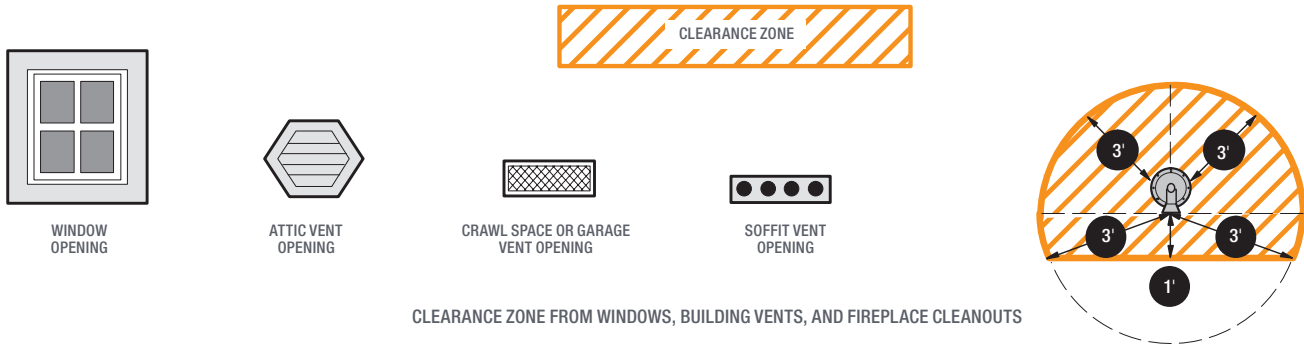 CLEARANCE ZONE
WINDOW
OPENING
ATTIC VENT
OPENING
CRAWL SPACE OR GARAGE
VENT OPENING
SOFFIT VENT
OPENING
3'
3'
3'
3'
1'
CLEARANCE ZONE FROM WINDOWS, BUILDING VENTS, AND FIREPLACE CLEANOUTS